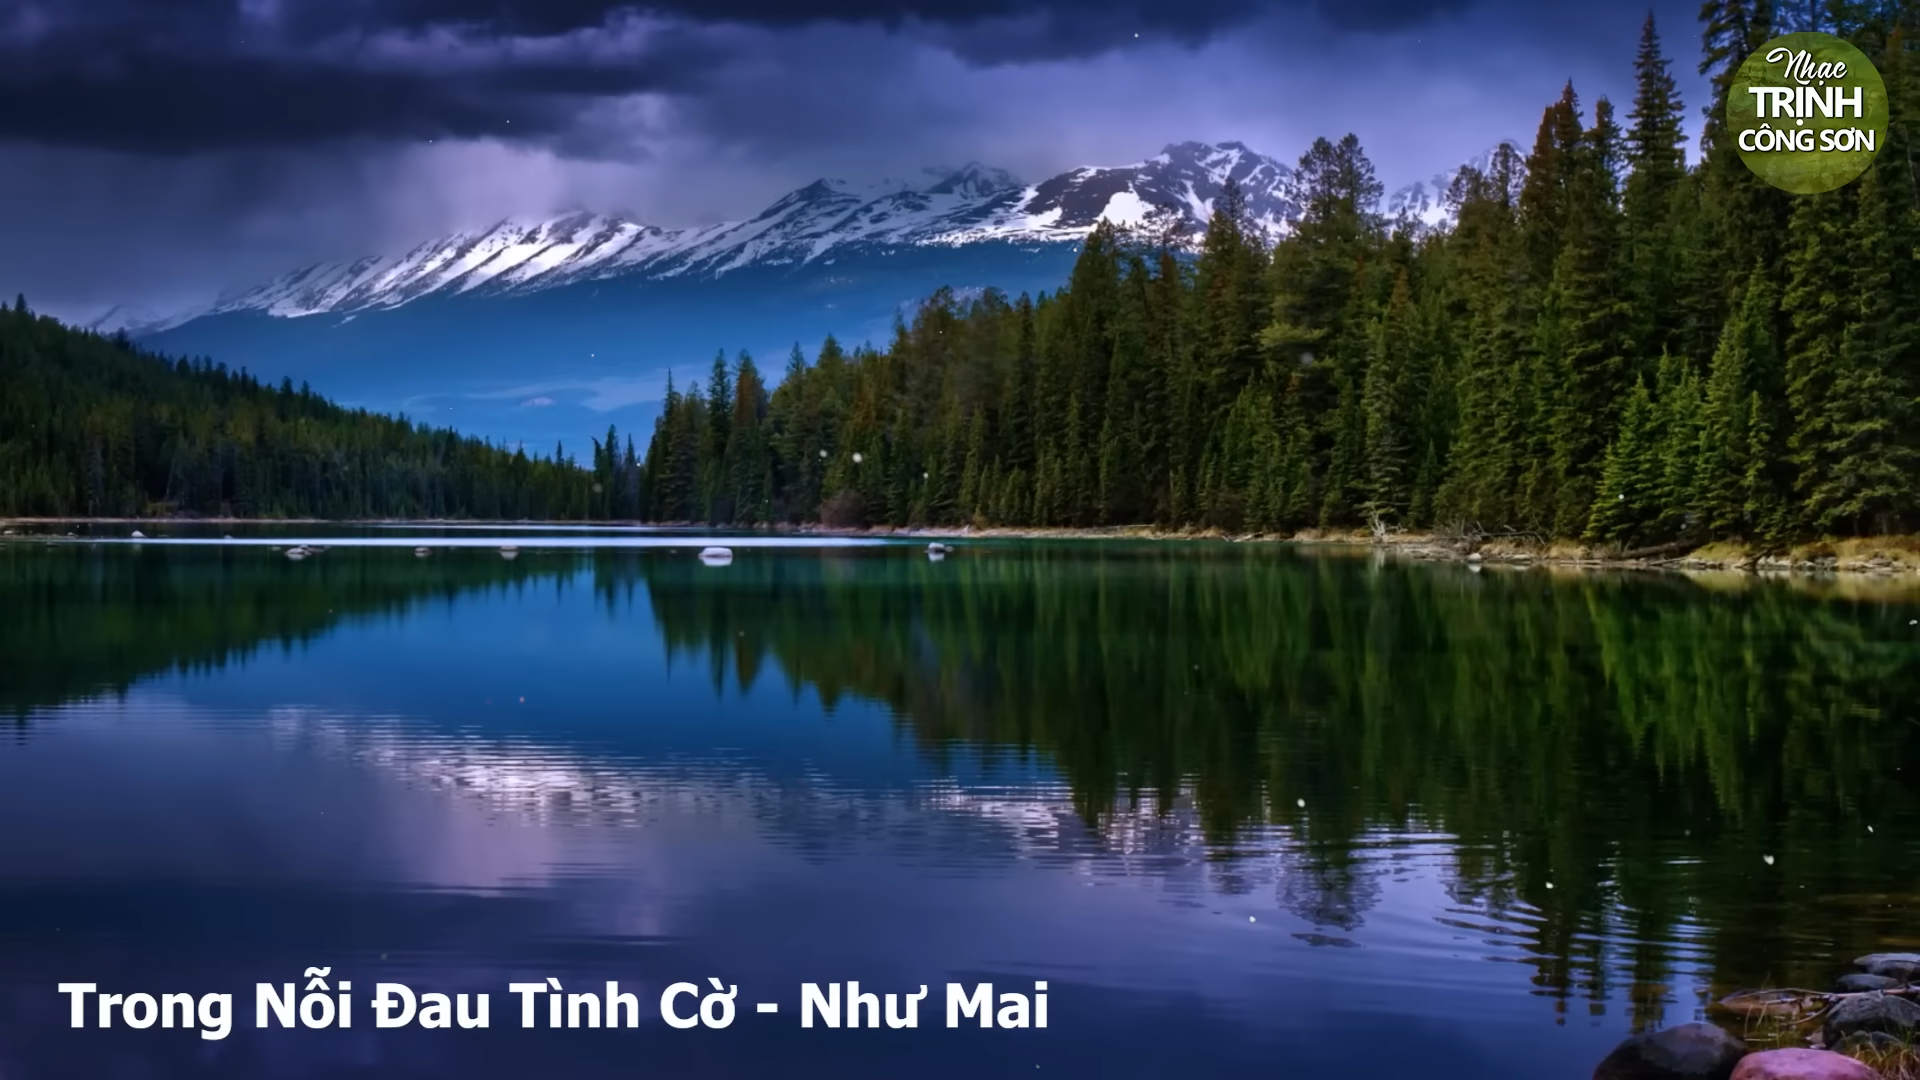 Nhạc
TRỊNH
CÔNG SƠN
Trong Nỗi Đau Tình Cờ - Như Mai